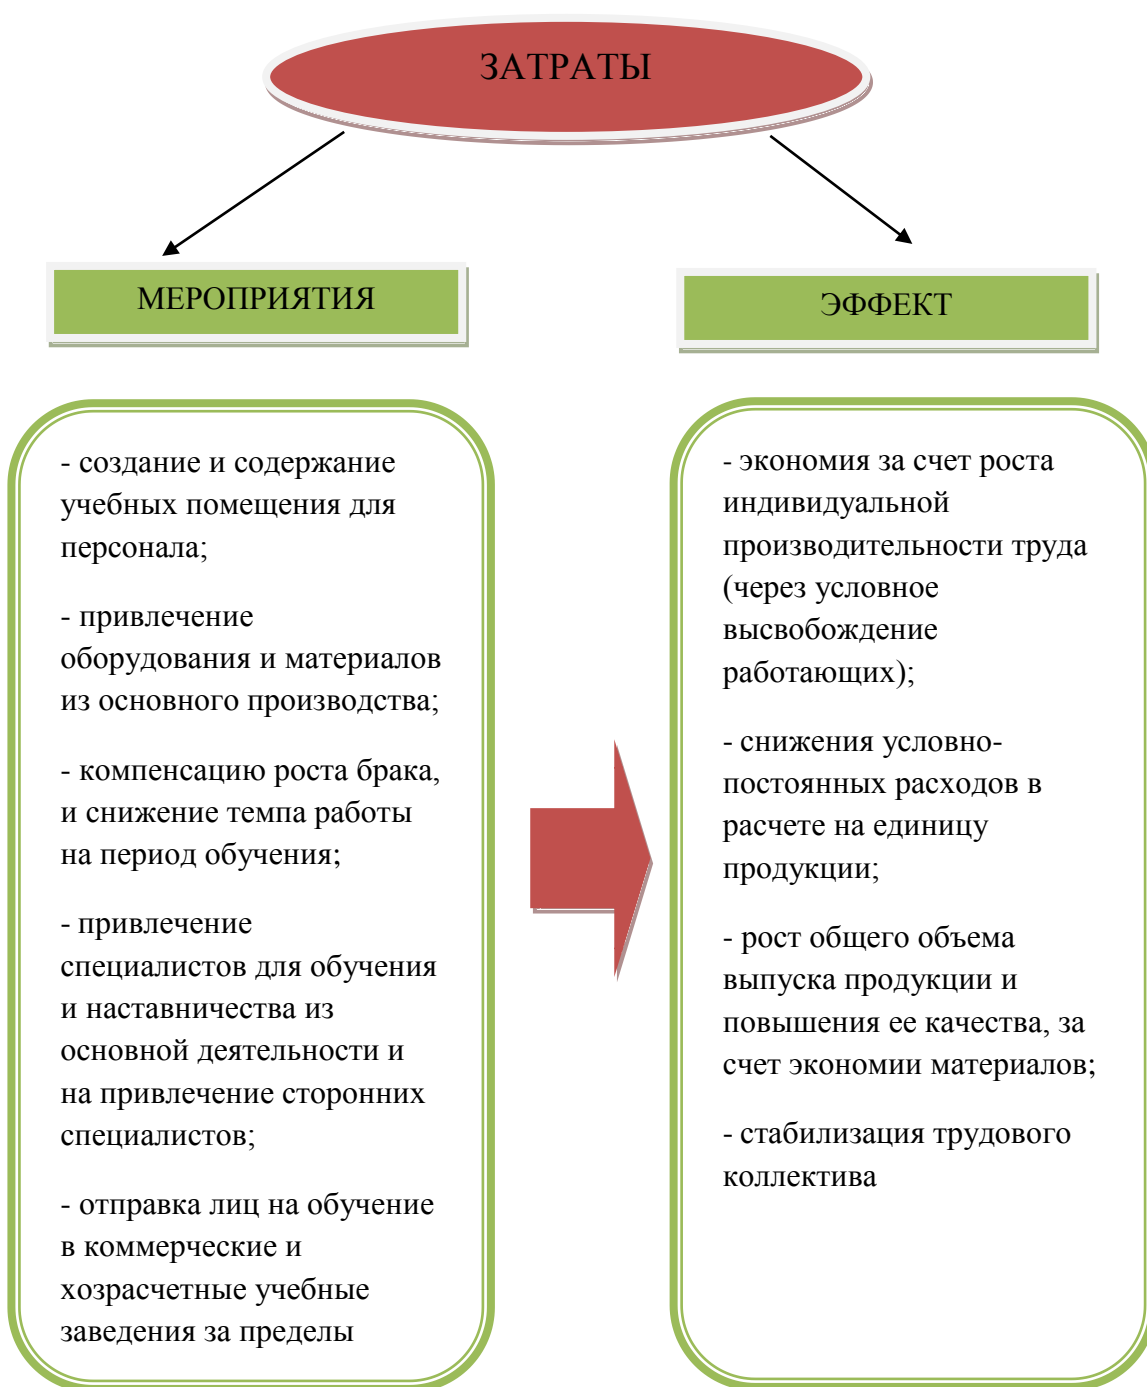 ЗАТРАТЫ
МЕРОПРИЯТИЯ
ЭФФЕКТ
- создание и содержание
учебных помещения для
персонала;
- привлечение
оборудования и материалов
из основного производства;
- компенсацию роста брака,
и снижение темпа работы
на период обучения;
- привлечение
специалистов для обучения
и наставничества из
основной деятельности и
на привлечение сторонних
специалистов;
- отправка лиц на обучение
в коммерческие и
хозрасчетные учебные
заведения за пределы
- экономия за счет роста
индивидуальной
производительности труда
(через условное
высвобождение
работающих);
- снижения условно-
постоянных расходов в
расчете на единицу
продукции;
- рост общего объема
выпуска продукции и
повышения ее качества, за
счет экономии материалов;
- стабилизация трудового
коллектива